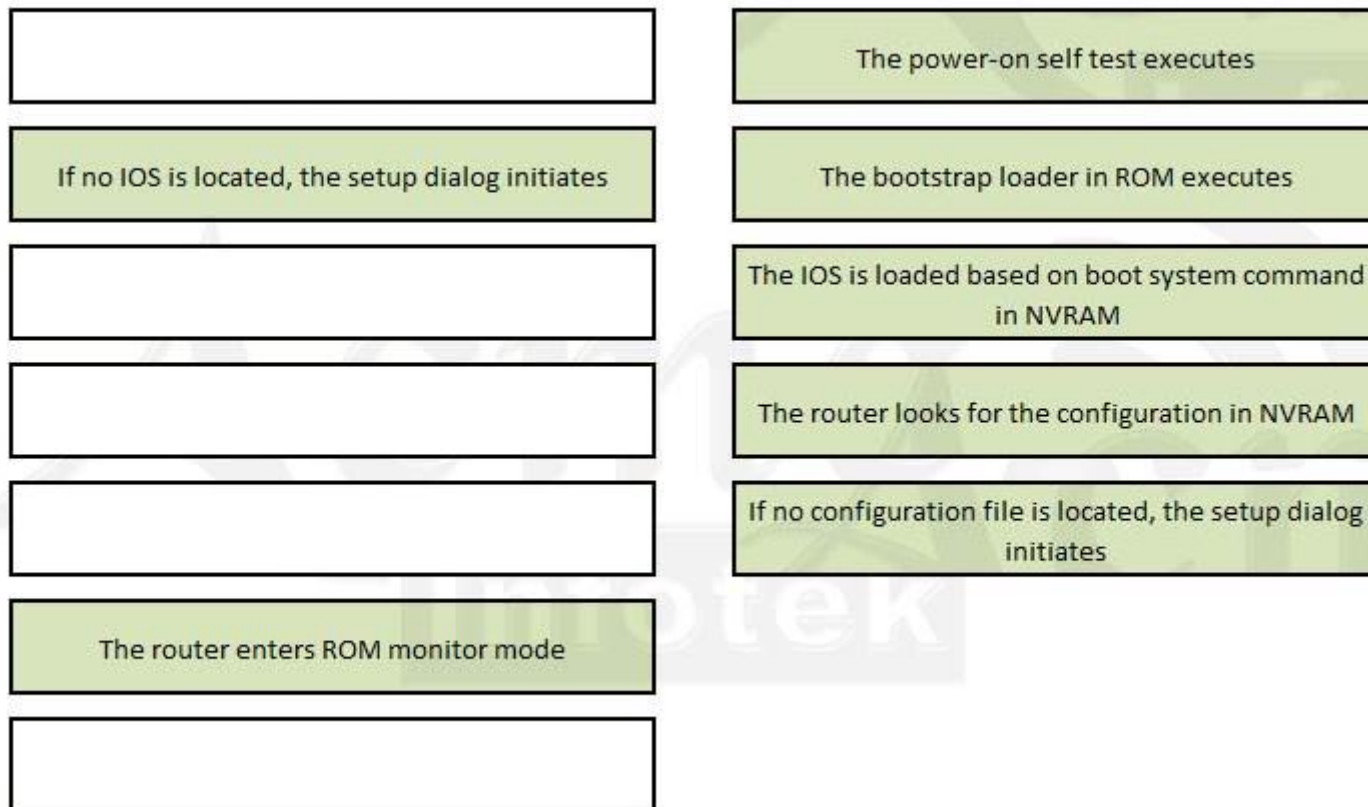 The power-on self test executes
If no IOS is located, the setup dialog initiates
The bootstrap loader in ROM executes
The IOS is loaded based on boot system command
in NVRAM
The router looks for the configuration in NVRAM
If no configuration file is located, the setup dialog
initiates
The router enters ROM monitor mode
Infotek